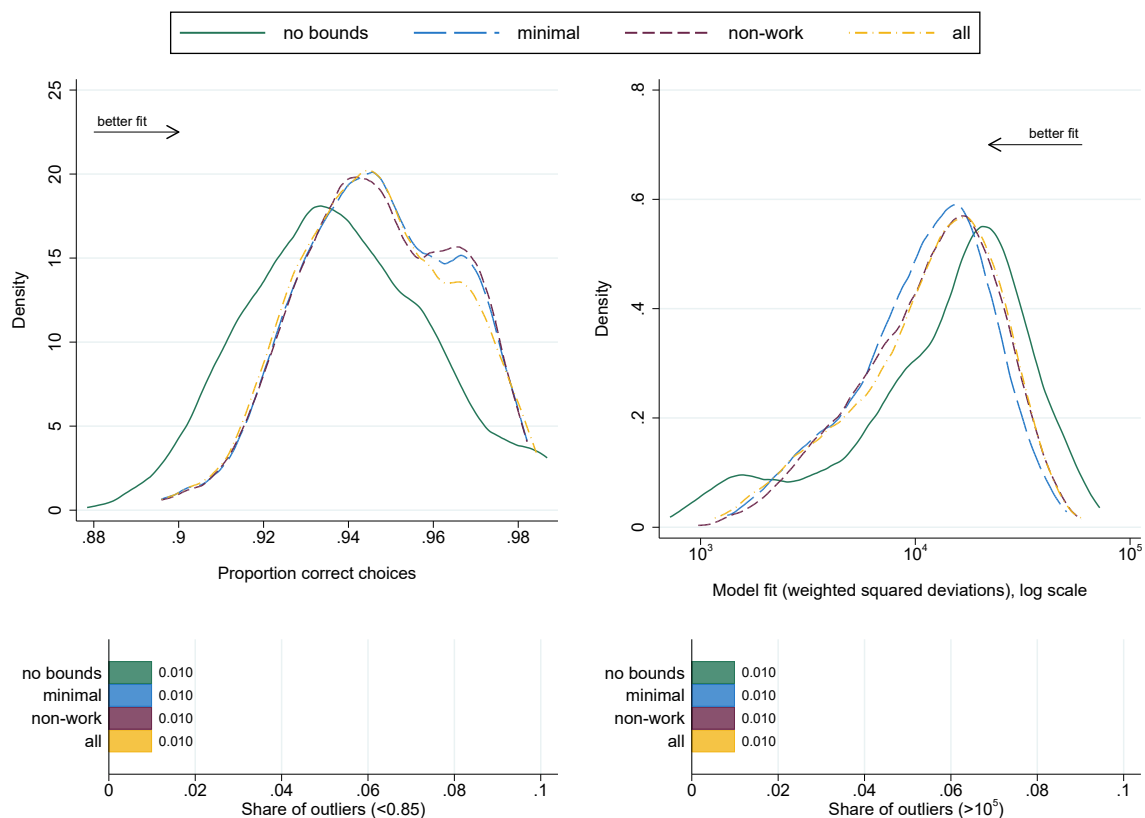 no bounds minimal non-work all
25
20
15
10
5
0
Density
better fit
.88 .9 .92 .94 .96 .98
Proportion correct choices
.8
.6
.4
.2
0
Density
better fit
10³ 10⁴ 10⁵
Model fit (weighted squared deviations), log scale
no bounds 0.010
minimal 0.010
non-work 0.010
all 0.010
0 .02 .04 .06 .08 .1
Share of outliers (<0.85)
no bounds 0.010
minimal 0.010
non-work 0.010
all 0.010
0 .02 .04 .06 .08 .1
Share of outliers (>10⁵)